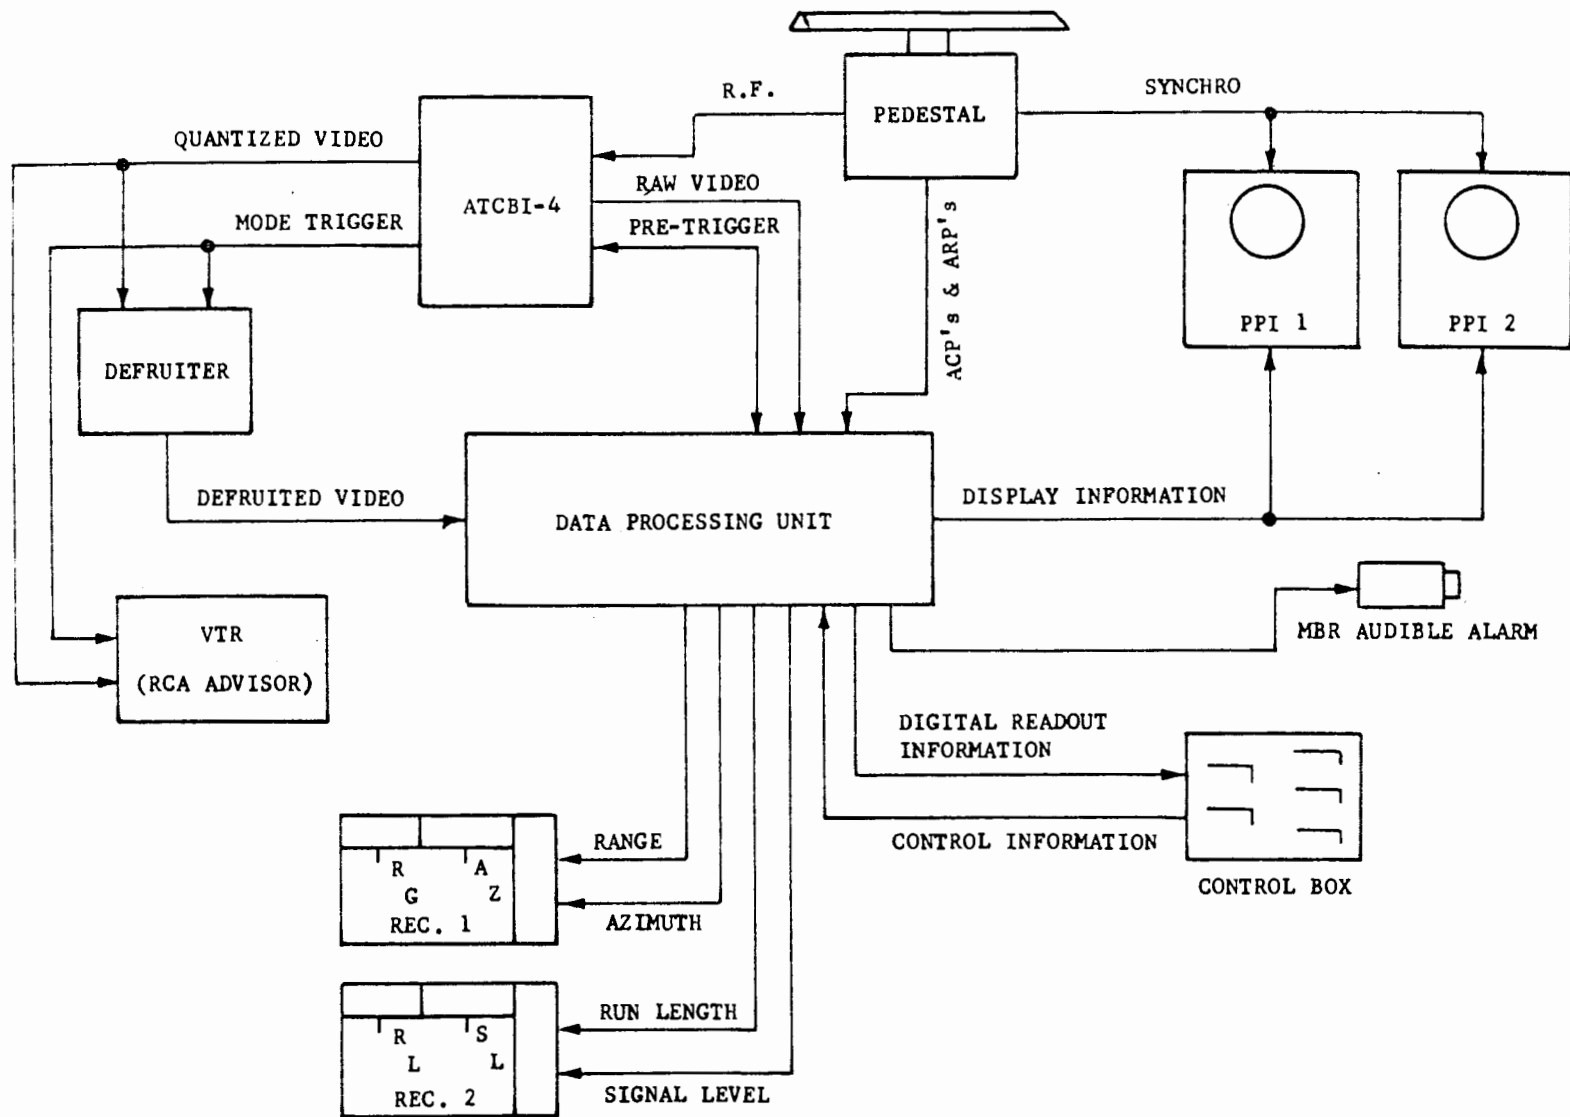 R.F.
SYNCHRO
PEDESTAL
QUANTIZED VIDEO
RAW VIDEO
ATCBI-4
MODE TRIGGER
PRE-TRIGGER
ACP's & ARP's
PPI 1
PPI 2
DEFRUITER
DEFRUITED VIDEO
DISPLAY INFORMATION
DATA PROCESSING UNIT
VTR
(RCA ADVISOR)
MBR AUDIBLE ALARM
DIGITAL READOUT
INFORMATION
CONTROL INFORMATION
CONTROL BOX
RANGE
R A
G Z
REC. 1
AZIMUTH
RUN LENGTH
R S
L L
REC. 2
SIGNAL LEVEL